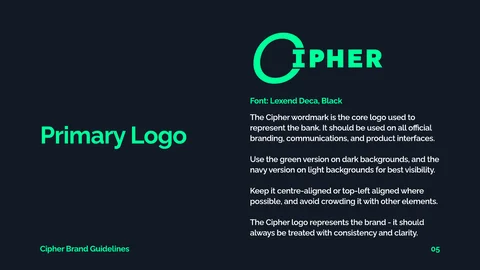 CIPHER
Primary Logo
Font: Lexend Deca, Black
The Cipher wordmark is the core logo used to
represent the bank. It should be used on all official
branding, communications, and product interfaces.
Use the green version on dark backgrounds, and the
navy version on light backgrounds for best visibility.
Keep it centre-aligned or top-left aligned where
possible, and avoid crowding it with other elements.
The Cipher logo represents the brand - it should
always be treated with consistency and clarity.
Cipher Brand Guidelines
05